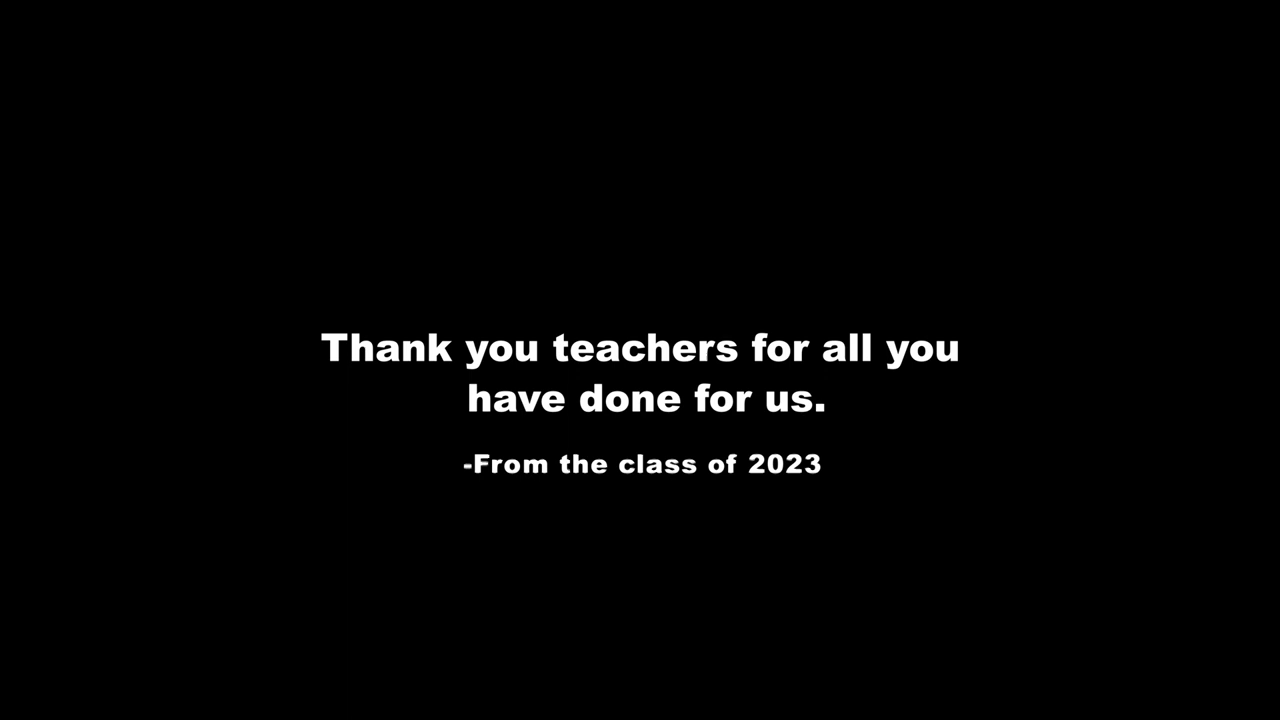 Thank you teachers for all you
have done for us.
-From the class of 2023